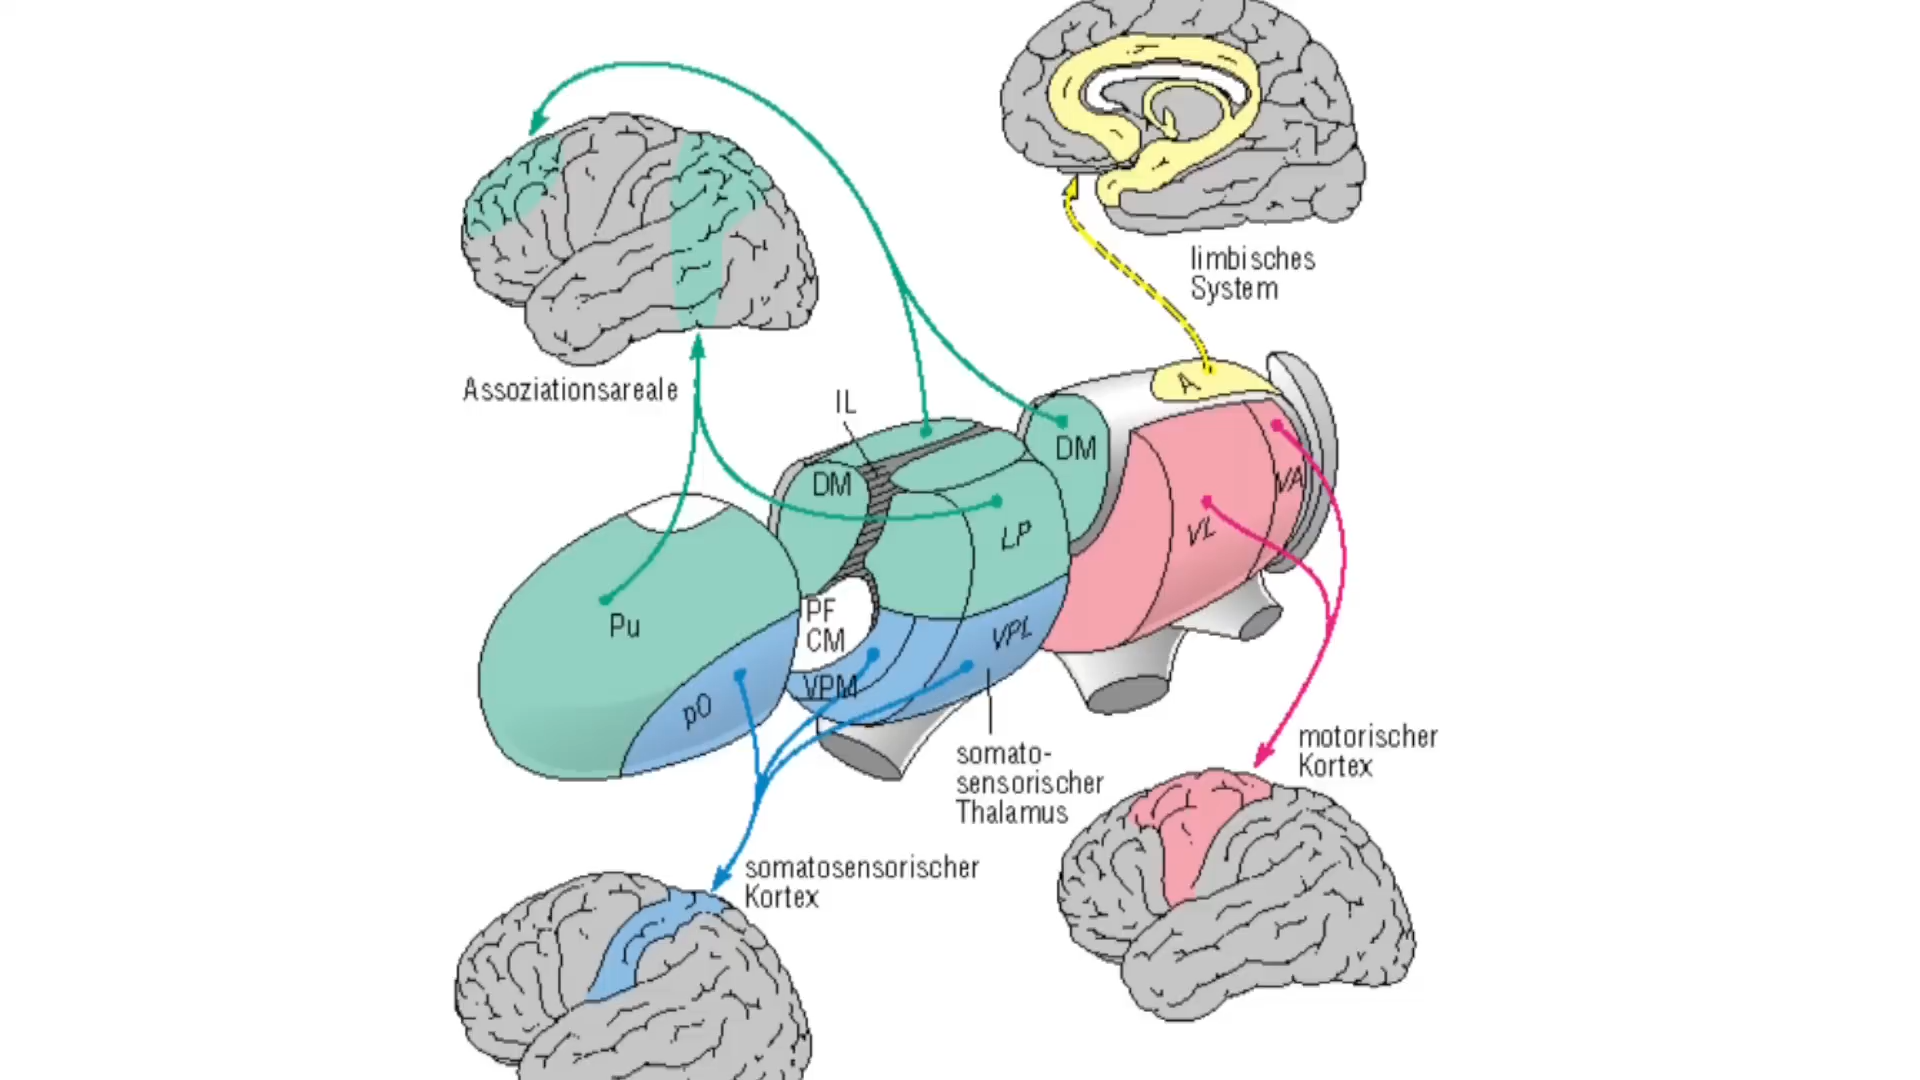 limbisches
System
Assoziationsareale
IL
A
DM
DM
VA
LP
VL
Pu
PF
CM
VPL
VPM
pO
somato-
sensorischer
Thalamus
motorischer
Kortex
somatosensorischer
Kortex